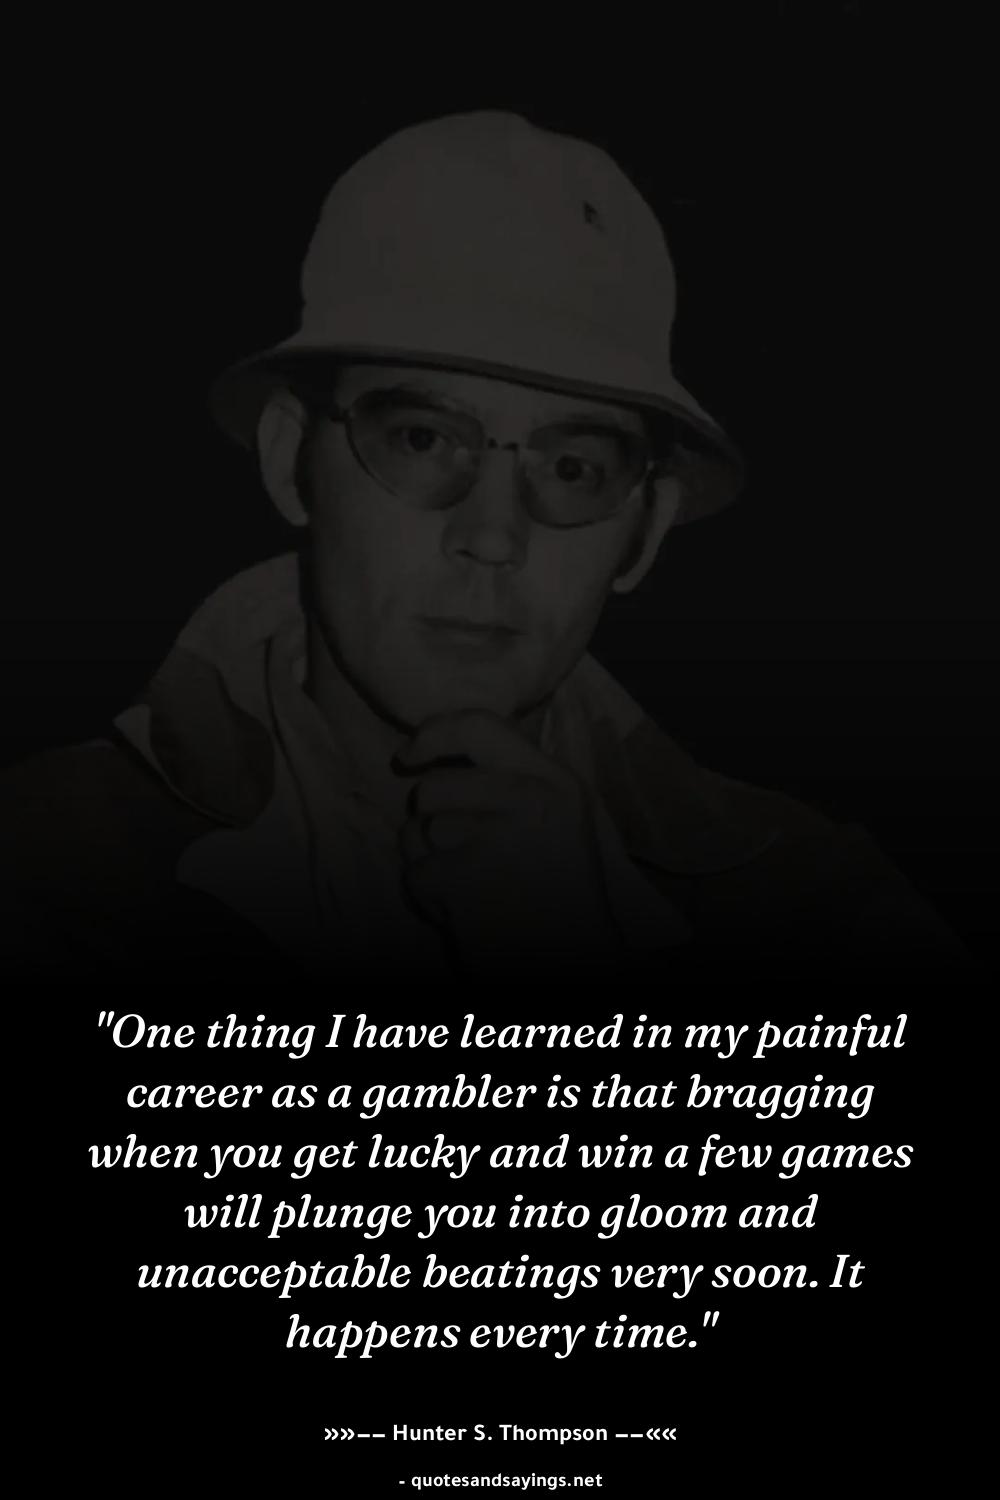 "One thing I have learned in my painful
career as a gambler is that bragging
when you get lucky and win a few games
will plunge you into gloom and
unacceptable beatings very soon. It
happens every time."
»»–– Hunter S. Thompson ––««
- quotesandsayings.net